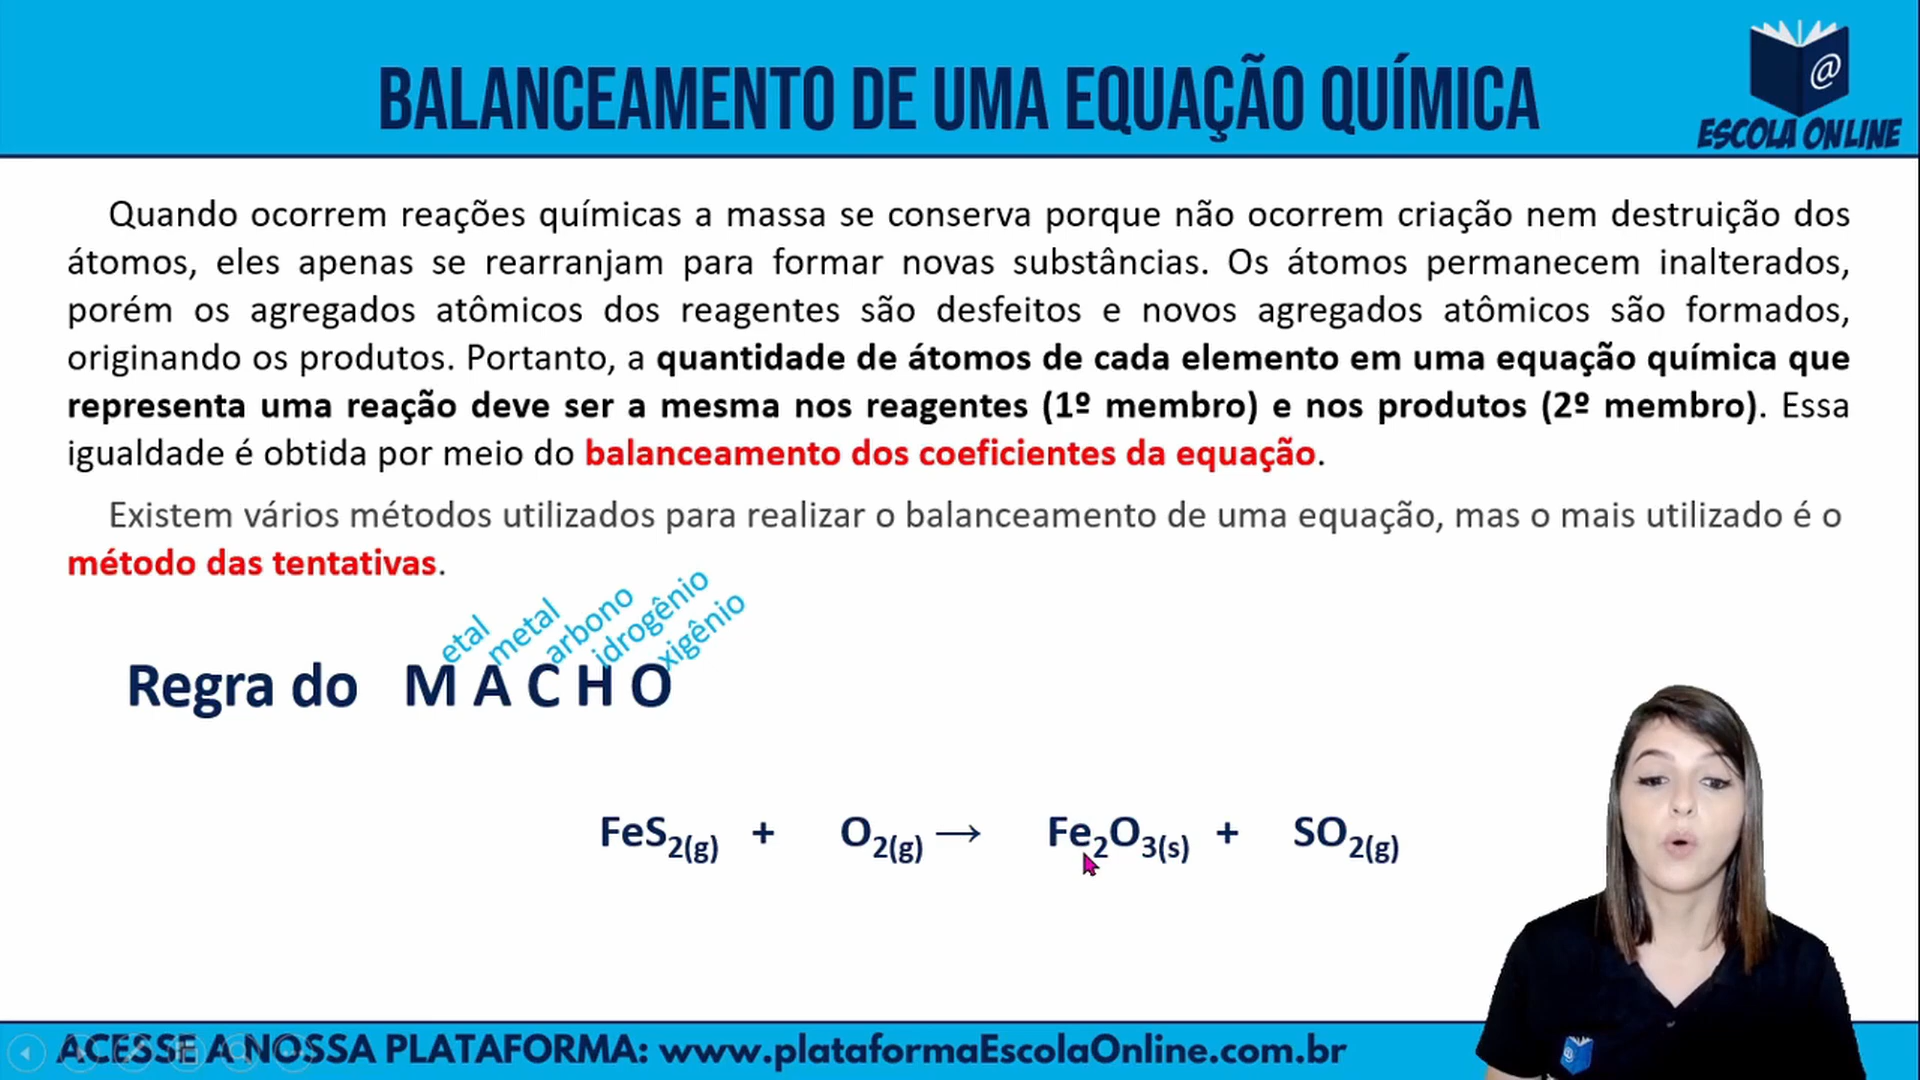 BALANCEAMENTO DE UMA EQUAÇÃO QUÍMICA
@
ESCOLA ONLINE
Quando ocorrem reações químicas a massa se conserva porque não ocorrem criação nem destruição dos
átomos, eles apenas se rearranjam para formar novas substâncias. Os átomos permecem inalterados,
porém os agregados atômicos dos reagentes são desfeitos e novos agregados atômicos são formados,
originando os produtos. Portanto, a quantidade de átomos de cada elemento em uma equação química que
representa uma reação deve ser a mesma nos reagentes (1º membro) e nos produtos (2º membro). Essa
igualdade é obtida por meio do balanceamento dos coeficientes da equação.
Existem vários métodos utilizados para realizar o balanceamento de uma equação, mas o mais utilizado é o
método das tentativas.
etal metal arbono idrogênio xigênio
Regra do M A C H O
FeS2(g) + O2(g) → Fe2O3(s) + SO2(g)
ACESSE A NOSSA PLATAFORMA: www.plataformaEscolaOnline.com.br